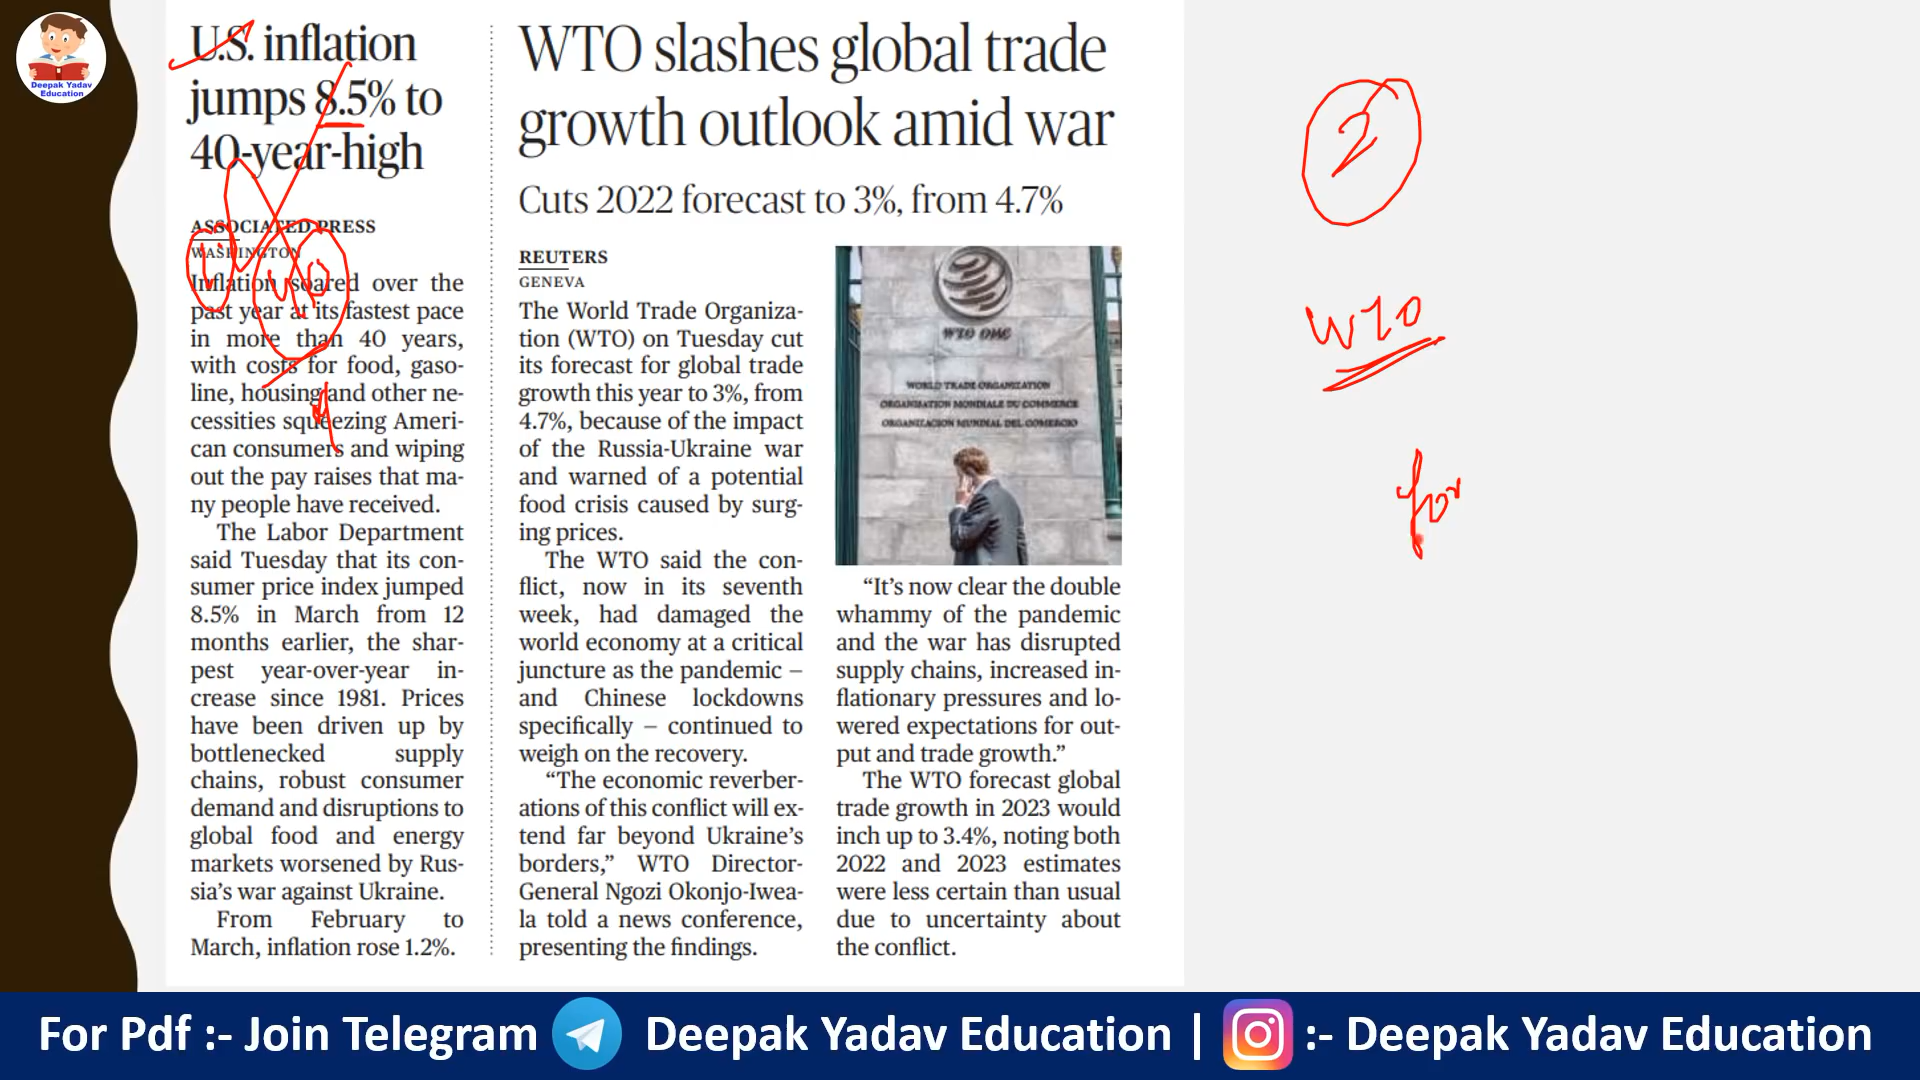 Deepak Yadav
Education
U.S. inflation
jumps 8.5% to
40-year-high
ASSOCIATED PRESS
WASHINGTON
Inflation soared over the
past year at its fastest pace
in more than 40 years,
with costs for food, gaso-
line, housing and other ne-
cessities squeezing Ameri-
can consumers and wiping
out the pay raises that ma-
ny people have received.
The Labor Department
said Tuesday that its con-
sumer price index jumped
8.5% in March from 12
months earlier, the shar-
pest year-over-year in-
crease since 1981. Prices
have been driven up by
bottlenecked supply
chains, robust consumer
demand and disruptions to
global food and energy
markets worsened by Rus-
sia's war against Ukraine.
From February to
March, inflation rose 1.2%.
40
WTO slashes global trade
growth outlook amid war
Cuts 2022 forecast to 3%, from 4.7%
REUTERS
GENEVA
The World Trade Organiza-
tion (WTO) on Tuesday cut
its forecast for global trade
growth this year to 3%, from
4.7%, because of the impact
of the Russia-Ukraine war
and warned of a potential
food crisis caused by surg-
ing prices.
The WTO said the con-
flict, now in its seventh
week, had damaged the
world economy at a critical
juncture as the pandemic –
and Chinese lockdowns
specifically – continued to
weigh on the recovery.
“The economic reverber-
ations of this conflict will ex-
tend far beyond Ukraine's
borders,” WTO Director-
General Ngozi Okonjo-Iwea-
la told a news conference,
presenting the findings.
WTO OMC
WORLD TRADE ORGANIZATION
ORGANISATION MONDIALE DU COMMERCE
ORGANIZACION MUNDIAL DEL COMERCIO
“It's now clear the double
whammy of the pandemic
and the war has disrupted
supply chains, increased in-
flationary pressures and lo-
wered expectations for out-
put and trade growth.”
The WTO forecast global
trade growth in 2023 would
inch up to 3.4%, noting both
2022 and 2023 estimates
were less certain than usual
due to uncertainty about
the conflict.
2
WTO
for
For Pdf :- Join Telegram Deepak Yadav Education | :- Deepak Yadav Education